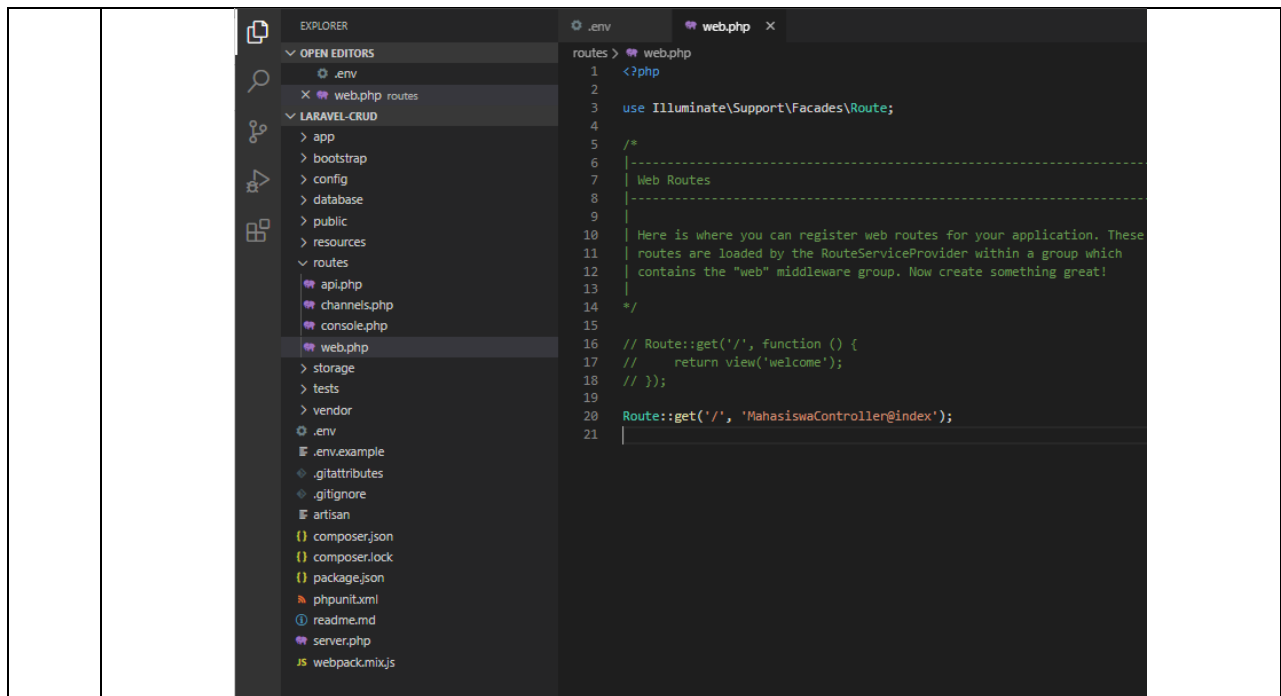 EXPLORER
OPEN EDITORS
.env
web.php routes
LARAVEL-CRUD
app
bootstrap
config
database
public
resources
routes
api.php
channels.php
console.php
web.php
storage
tests
vendor
.env
.env.example
.gitattributes
.gitignore
artisan
composer.json
composer.lock
package.json
phpunit.xml
readme.md
server.php
JS webpack.mix.js
.env web.php
routes > web.php
1 <?php
2
3 use Illuminate\Support\Facades\Route;
4
5 /*
6 |--------------------------------------------------------------------------
7 | Web Routes
8 |--------------------------------------------------------------------------
9 |
10 | Here is where you can register web routes for your application. These
11 | routes are loaded by the RouteServiceProvider within a group which
12 | contains the "web" middleware group. Now create something great!
13 |
14 */
15
16 // Route::get('/', function () {
17 //     return view('welcome');
18 // });
19
20 Route::get('/', 'MahasiswaController@index');
21